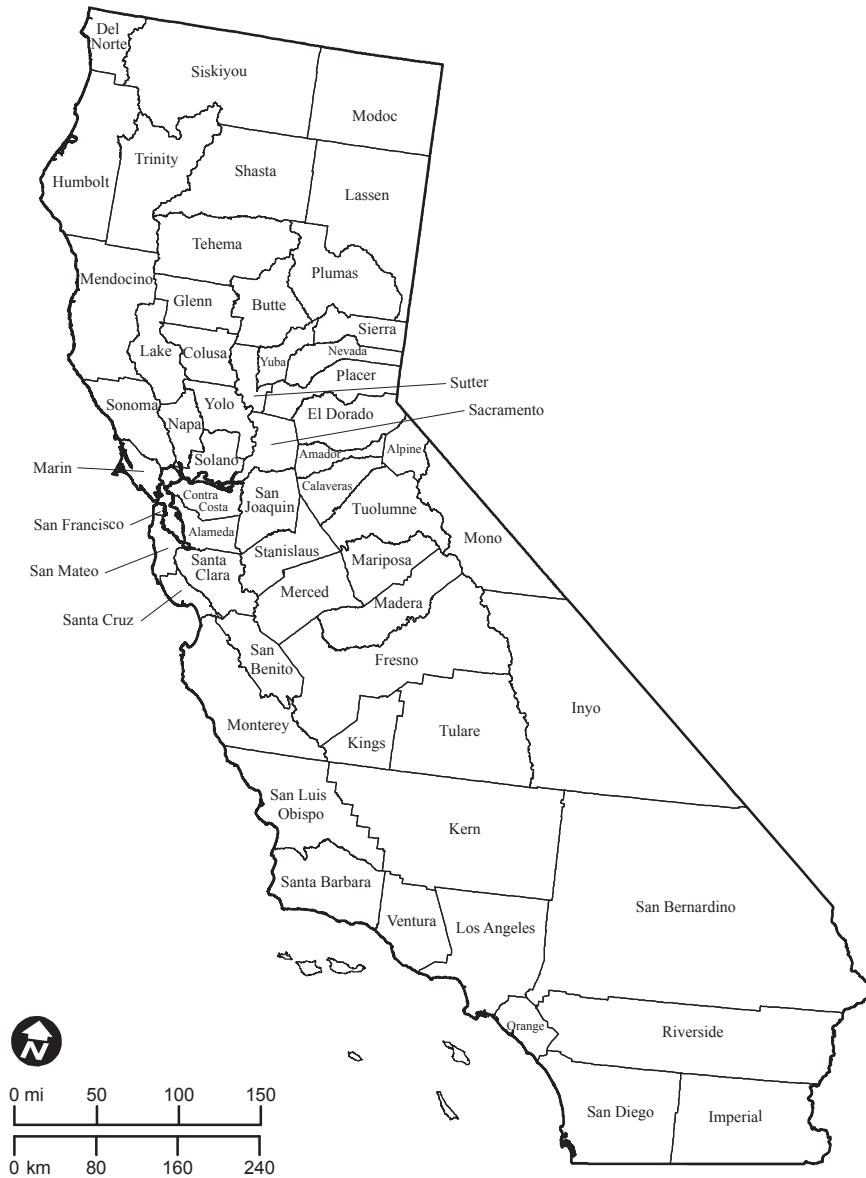 Del
Norte
Siskiyou
Modoc
Trinity
Shasta
Humbolt
Lassen
Tehema
Plumas
Mendocino
Glenn
Butte
Sierra
Lake
Colusa
Yuba
Nevada
Placer
Sutter
Sonoma
Yolo
El Dorado
Sacramento
Napa
Solano
Amador
Alpine
Marin
Contra
Costa
San
Joaquin
Calaveras
Tuolumne
San Francisco
Alameda
Mono
Stanislaus
Mariposa
San Mateo
Santa
Clara
Merced
Madera
Santa Cruz
San
Benito
Fresno
Inyo
Monterey
Kings
Tulare
San Luis
Obispo
Kern
Santa Barbara
San Bernardino
Ventura
Los Angeles
Orange
Riverside
N
0 mi 50 100 150
San Diego
Imperial
0 km 80 160 240